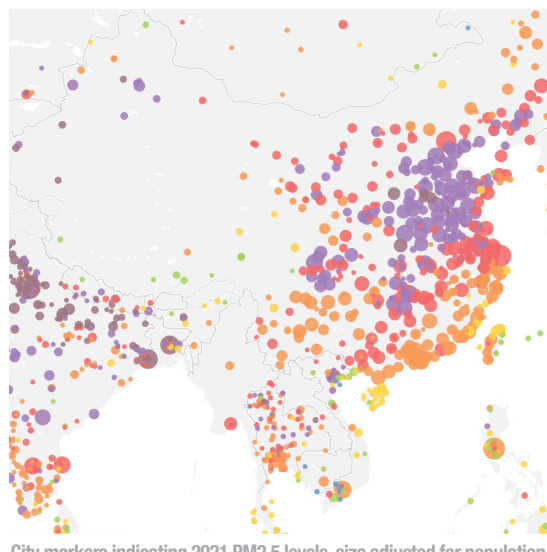 City markers indicating 2021 PM2.5 levels, size adjusted for population